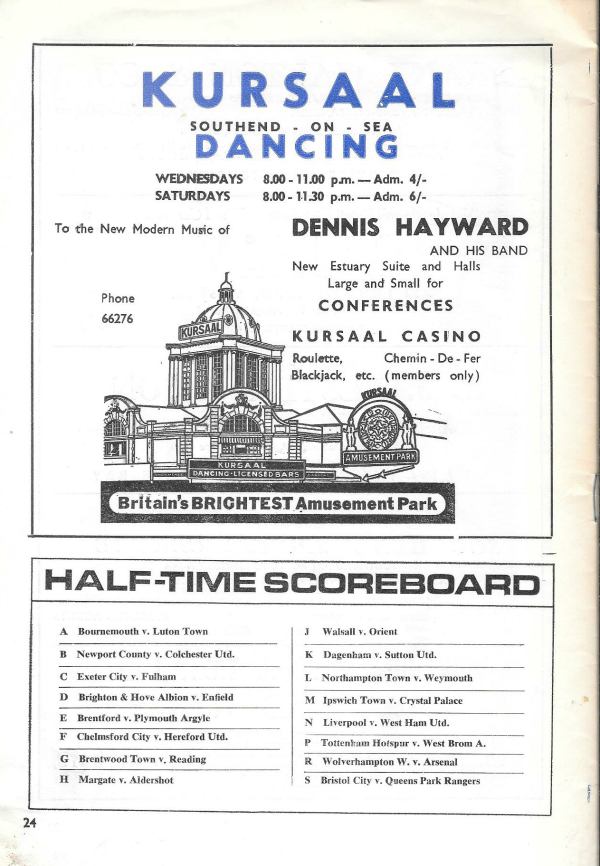 KURSAAL
SOUTHEND - ON - SEA
DANCING
WEDNESDAYS 8.00 - 11.00 p.m. — Adm. 4/-
SATURDAYS 8.00 - 11.30 p.m. — Adm. 6/-
To the New Modern Music of DENNIS HAYWARD
AND HIS BAND
New Estuary Suite and Halls
Large and Small for
CONFERENCES
Phone
66276
KURSAAL CASINO
Roulette, Chemin - De - Fer
Blackjack, etc. (members only)
KURSAAL
KURSAAL
AMUSEMENT PARK
KURSAAL
DANCING-LICENSED BARS
Britain's BRIGHTEST Amusement Park
HALF-TIME SCOREBOARD
A Bournemouth v. Luton Town
B Newport County v. Colchester Utd.
C Exeter City v. Fulham
D Brighton & Hove Albion v. Enfield
E Brentford v. Plymouth Argyle
F Chelmsford City v. Hereford Utd.
G Brentwood Town v. Reading
H Margate v. Aldershot
J Walsall v. Orient
K Dagenham v. Sutton Utd.
L Northampton Town v. Weymouth
M Ipswich Town v. Crystal Palace
N Liverpool v. West Ham Utd.
P Tottenham Hotspur v. West Brom A.
R Wolverhampton W. v. Arsenal
S Bristol City v. Queens Park Rangers
24